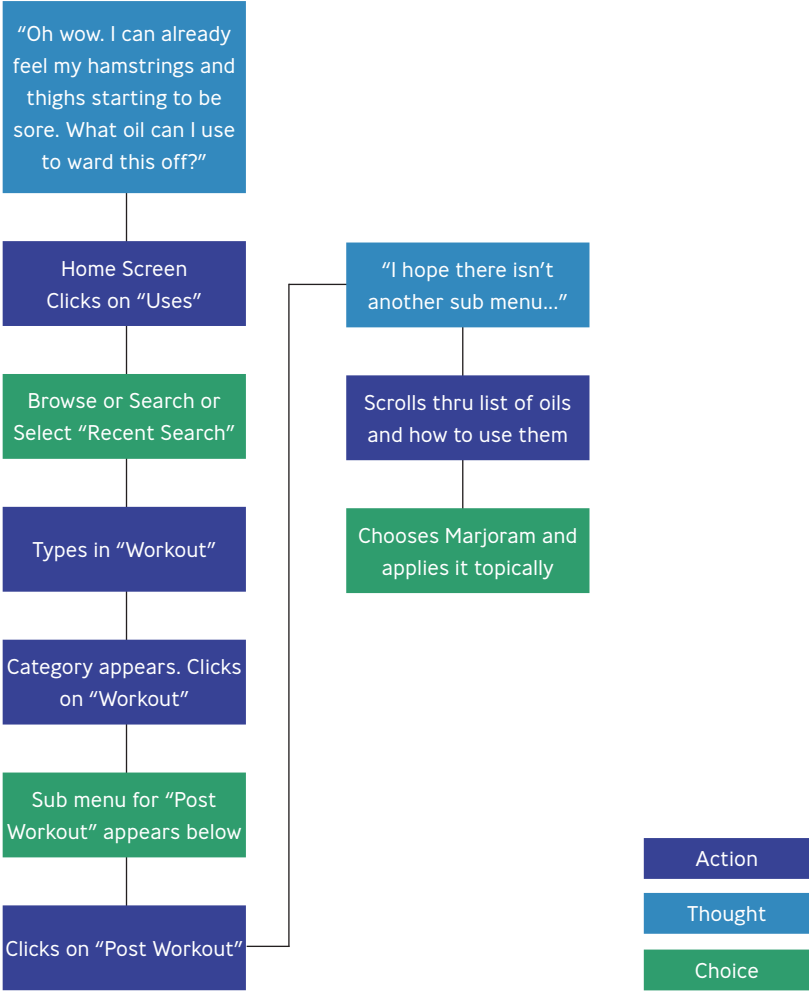 “Oh wow. I can already
feel my hamstrings and
thighs starting to be
sore. What oil can I use
to ward this off?”
Home Screen
Clicks on “Uses”
Browse or Search or
Select “Recent Search”
Types in “Workout”
Category appears. Clicks
on “Workout”
Sub menu for “Post
Workout” appears below
Clicks on “Post Workout”
“I hope there isn’t
another sub menu...”
Scrolls thru list of oils
and how to use them
Chooses Marjoram and
applies it topically
Action
Thought
Choice